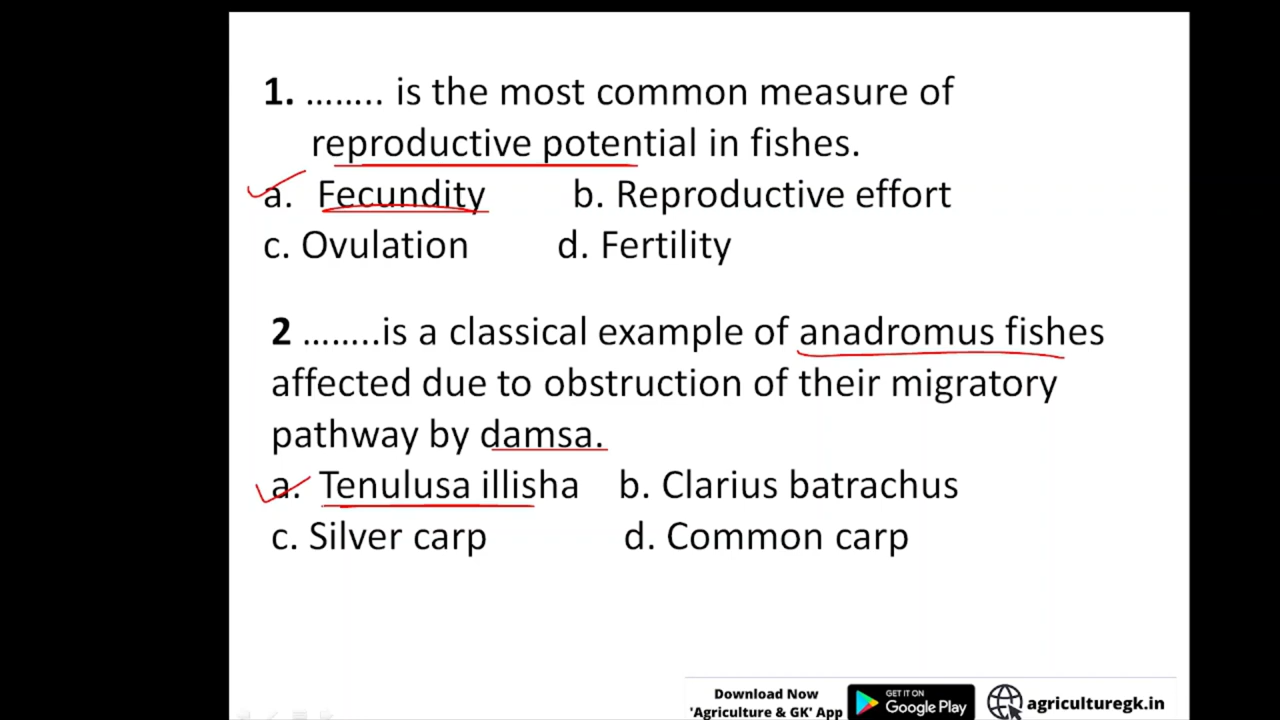 1. ........ is the most common measure of
reproductive potential in fishes.
a. Fecundity b. Reproductive effort
c. Ovulation d. Fertility
2 ........is a classical example of anadromus fishes
affected due to obstruction of their migratory
pathway by damsa.
a. Tenulusa illisha b. Clarius batrachus
c. Silver carp d. Common carp
Download Now
'Agriculture & GK' App
GET IT ON
Google Play
agriculturegk.in